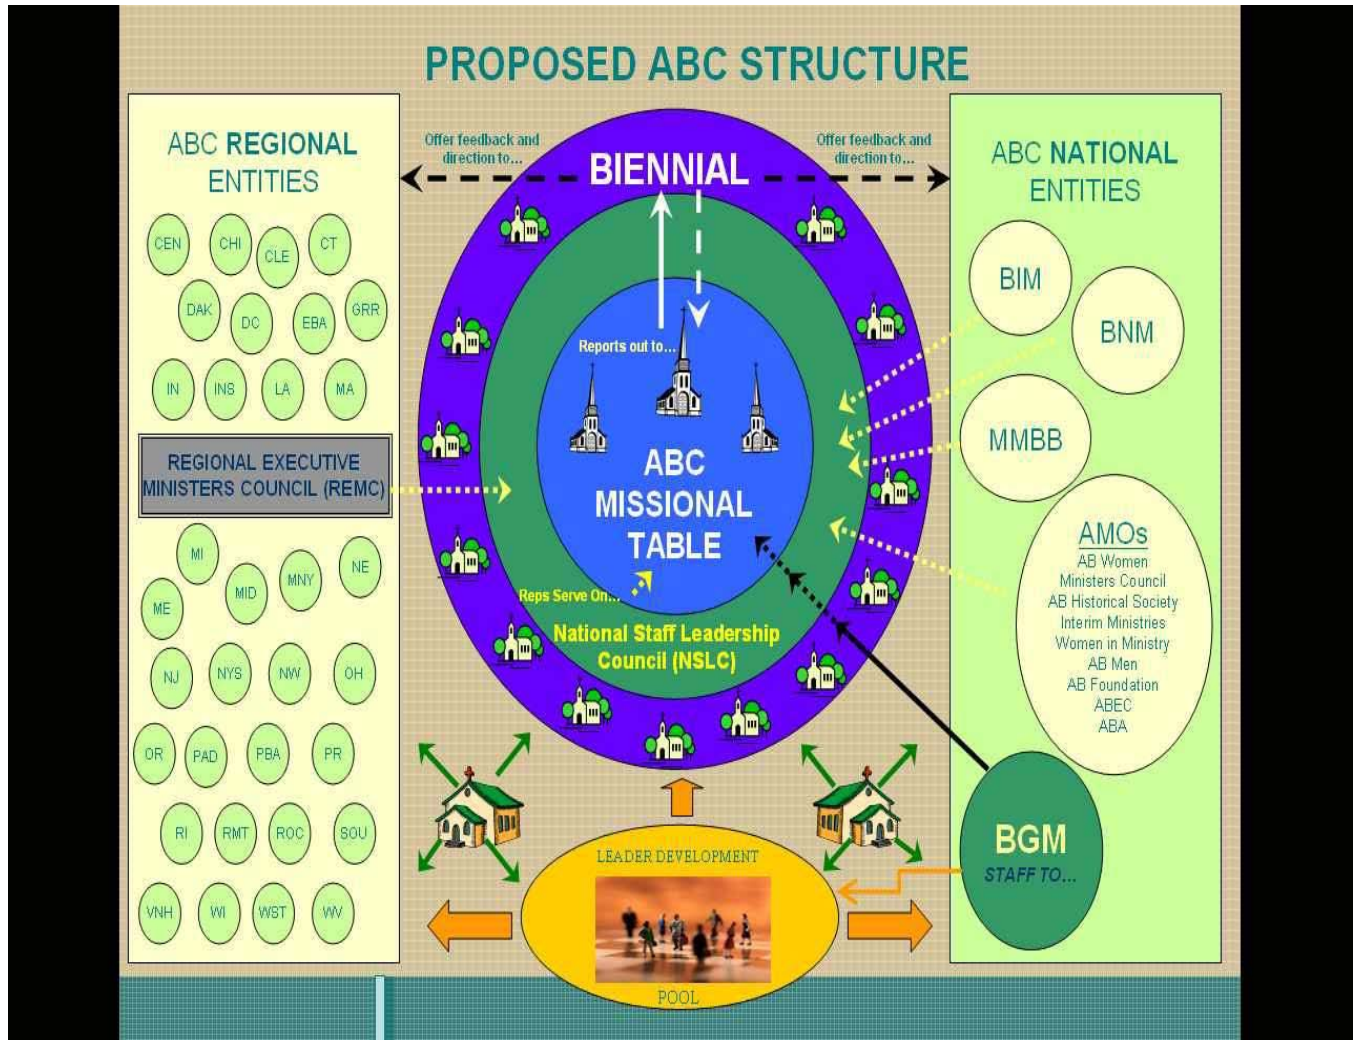 PROPOSED ABC STRUCTURE
ABC REGIONAL
ENTITIES
CEN
CHI
CLE
CT
DAK
DC
EBA
GRR
IN
INS
LA
MA
REGIONAL EXECUTIVE
MINISTERS COUNCIL (REMC)
MI
MID
MNY
NE
ME
NJ
NYS
NW
OH
OR
PAD
PBA
PR
RI
RMT
ROC
SOU
VNH
WI
WST
WV
Offer feedback and
direction to...
BIENNIAL
Offer feedback and
direction to...
Reports out to...
ABC
MISSIONAL
TABLE
Reps Serve On...
National Staff Leadership
Council (NSLC)
LEADER DEVELOPMENT
POOL
ABC NATIONAL
ENTITIES
BIM
BNM
MMBB
AMOs
AB Women
Ministers Council
AB Historical Society
Interim Ministries
Women in Ministry
AB Men
AB Foundation
ABEC
ABA
BGM
STAFF TO...